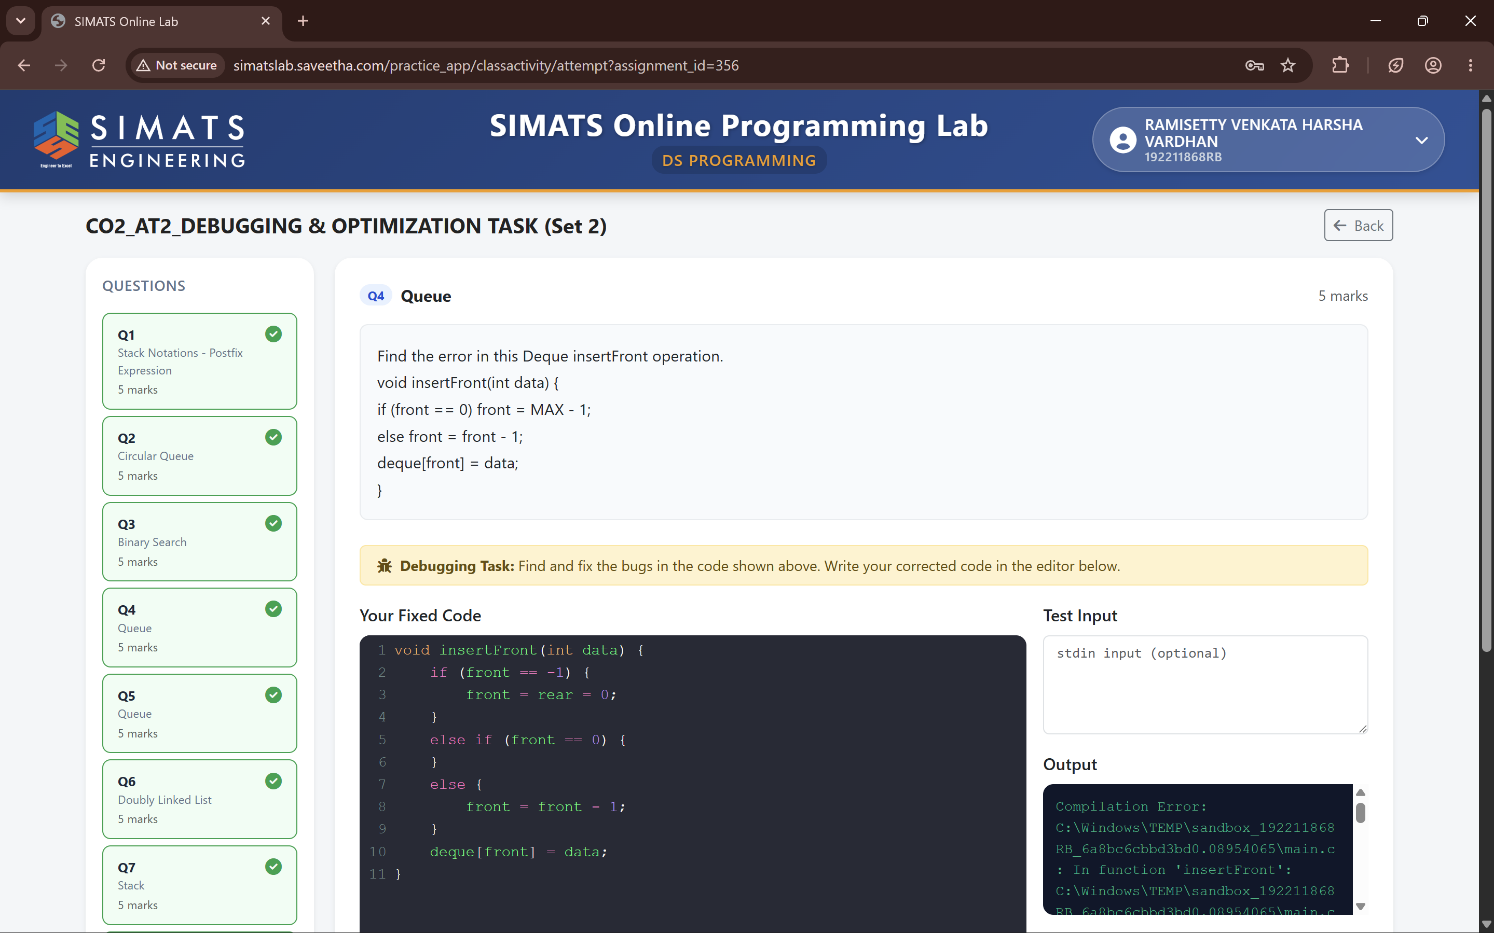 SIMATS Online Lab
Not secure
simatslab.saveetha.com/practice_app/classactivity/attempt?assignment_id=356
SIMATS
ENGINEERING
Engineer to Excel
SIMATS Online Programming Lab
DS PROGRAMMING
RAMISETTY VENKATA HARSHA
VARDHAN
192211868RB
CO2_AT2_DEBUGGING & OPTIMIZATION TASK (Set 2)
Back
QUESTIONS
Q1
Stack Notations - Postfix
Expression
5 marks
Q2
Circular Queue
5 marks
Q3
Binary Search
5 marks
Q4
Queue
5 marks
Q5
Queue
5 marks
Q6
Doubly Linked List
5 marks
Q7
Stack
5 marks
Q4 Queue
5 marks
Find the error in this Deque insertFront operation.
void insertFront(int data) {
if (front == 0) front = MAX - 1;
else front = front - 1;
deque[front] = data;
}
Debugging Task: Find and fix the bugs in the code shown above. Write your corrected code in the editor below.
Your Fixed Code
1 void insertFront(int data) {
2 if (front == -1) {
3 front = rear = 0;
4 }
5 else if (front == 0) {
6 }
7 else {
8 front = front - 1;
9 }
10 deque[front] = data;
11 }
Test Input
stdin input (optional)
Output
Compilation Error:
C:\Windows\TEMP\sandbox_192211868
RB_6a8bc6cbbd3bd0.08954065\main.c
: In function 'insertFront':
C:\Windows\TEMP\sandbox_192211868
RB_6a8bc6cbbd3bd0.08954065\main.c